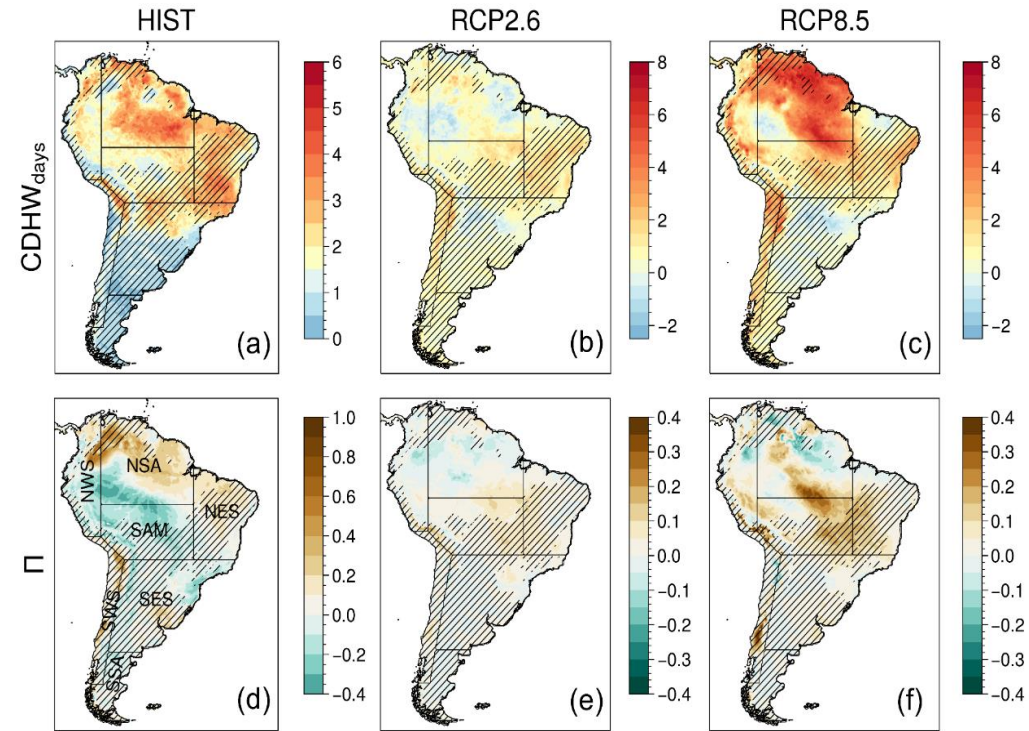 HIST RCP2.6 RCP8.5
CDHWdays
6
5
4
3
2
1
0
(a)
8
6
4
2
0
−2
(b)
8
6
4
2
0
−2
(c)
Π
NWS
NSA
NES
SAM
SWS
SES
SSA
1.0
0.8
0.6
0.4
0.2
0.0
−0.2
−0.4
(d)
0.4
0.3
0.2
0.1
0.0
−0.1
−0.2
−0.3
−0.4
(e)
0.4
0.3
0.2
0.1
0.0
−0.1
−0.2
−0.3
−0.4
(f)